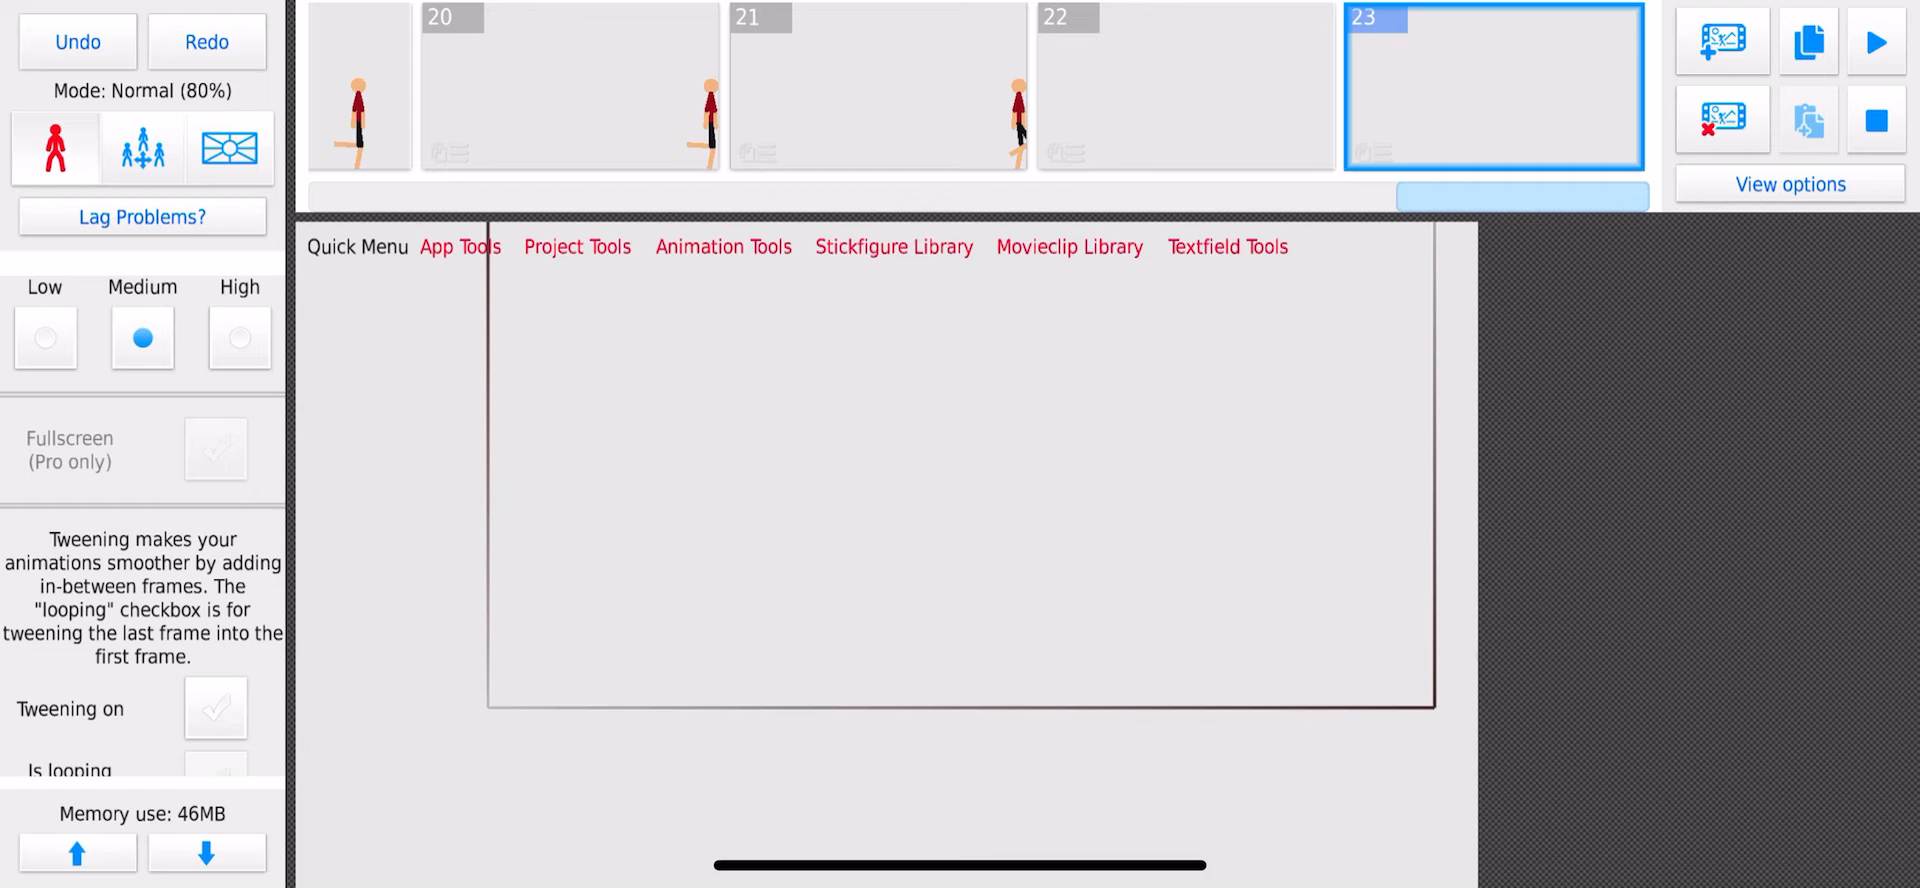 Undo Redo
Mode: Normal (80%)
Lag Problems?
Low Medium High
Fullscreen
(Pro only)
Tweening makes your
animations smoother by adding
in-between frames. The
"looping" checkbox is for
tweening the last frame into the
first frame.
Tweening on
Is looping
Memory use: 46MB
20 21 22 23
View options
Quick Menu App Tools Project Tools Animation Tools Stickfigure Library Movieclip Library Textfield Tools